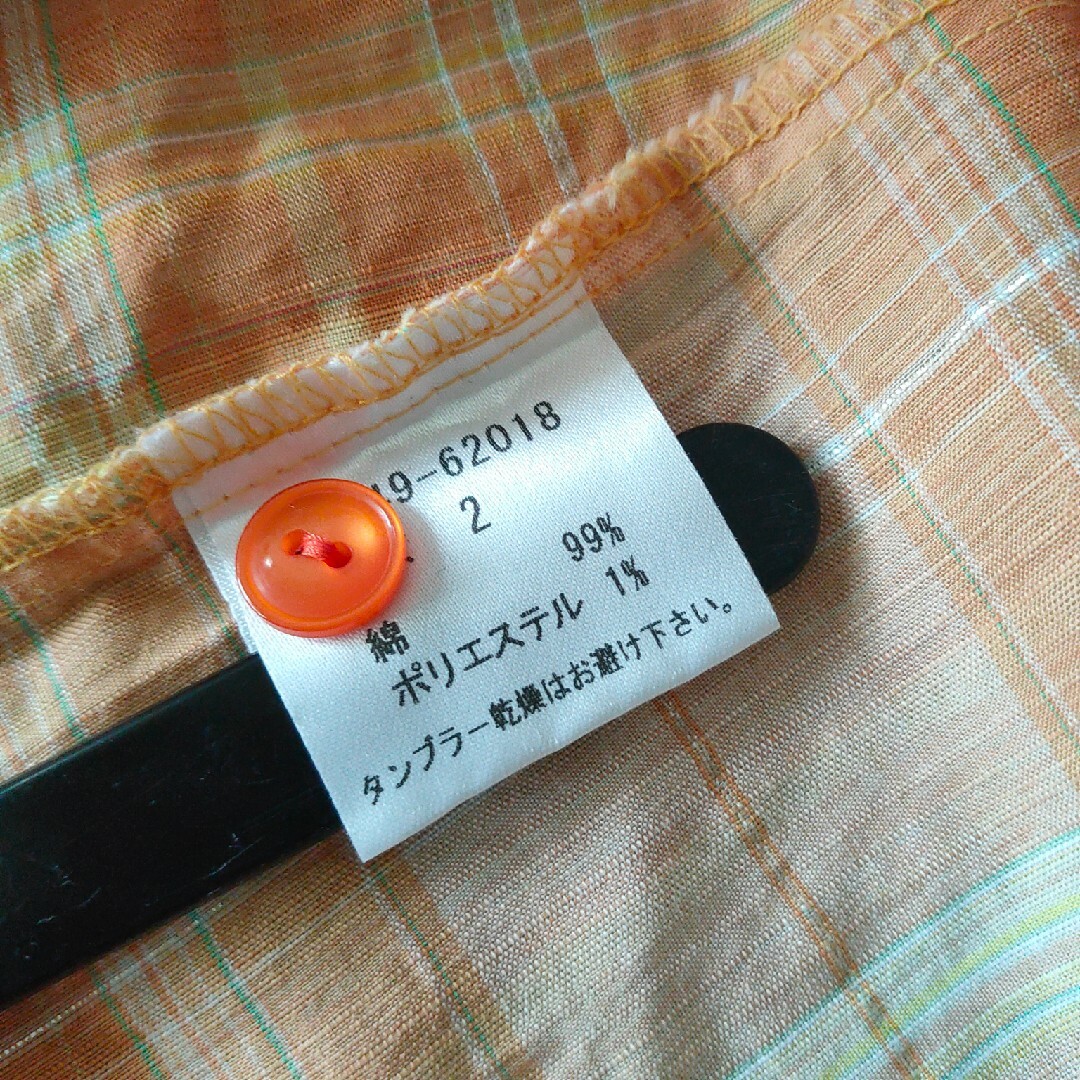 9-62018
2
綿 99%
ポリエステル 1%
タンブラー乾燥はお避け下さい。